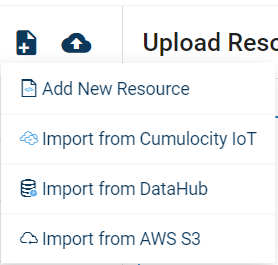 Upload Reso
Add New Resource
Import from Cumulocity IoT
Import from DataHub
Import from AWS S3